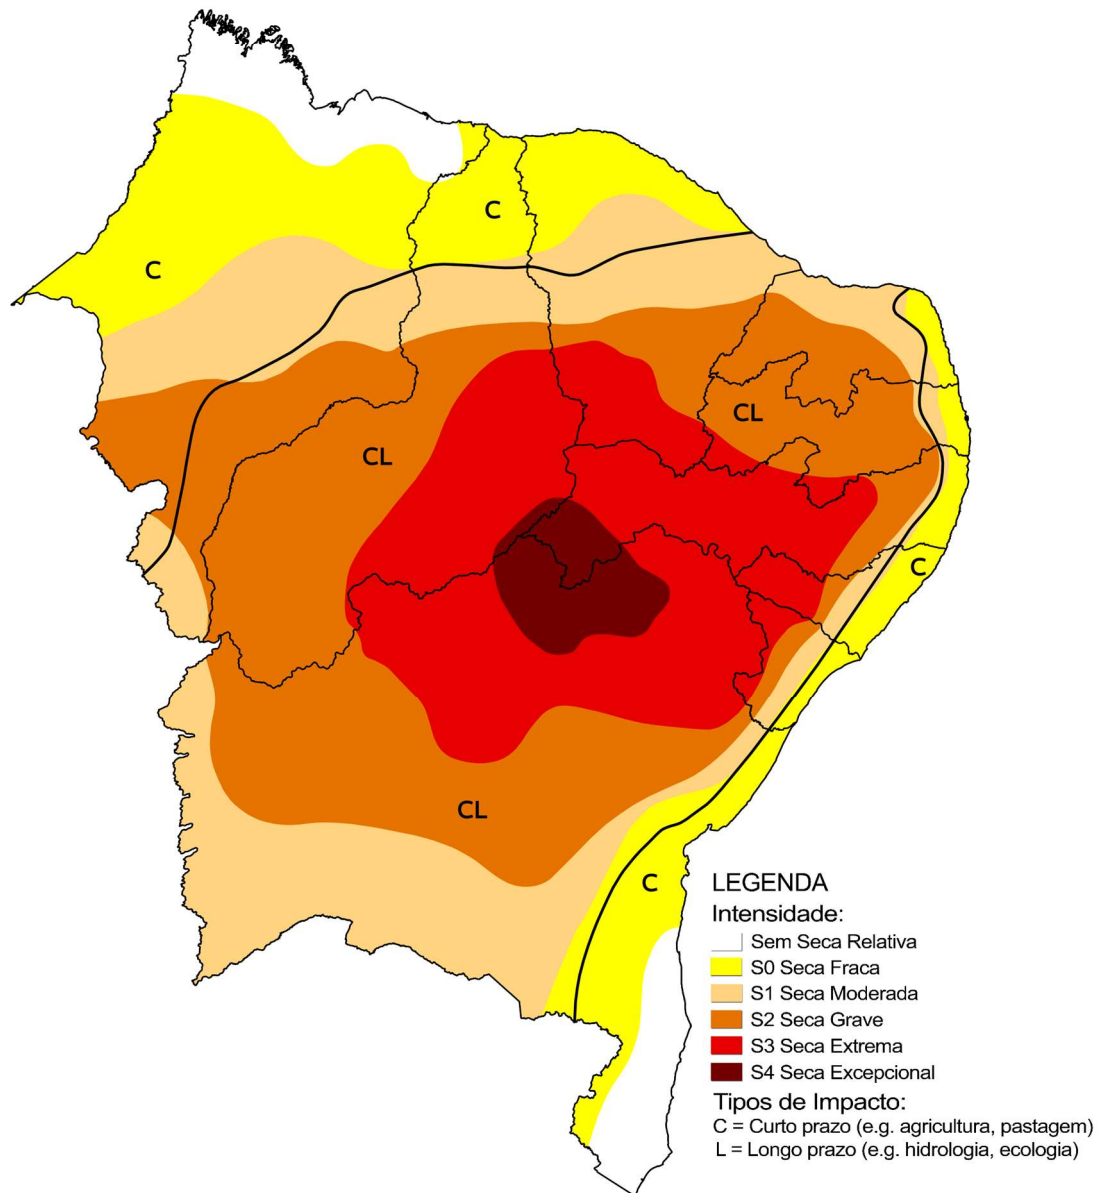 C
C
CL
CL
C
CL
C
LEGENDA
Intensidade:
Sem Seca Relativa
S0 Seca Fraca
S1 Seca Moderada
S2 Seca Grave
S3 Seca Extrema
S4 Seca Excepcional
Tipos de Impacto:
C = Curto prazo (e.g. agricultura, pastagem)
L = Longo prazo (e.g. hidrologia, ecologia)